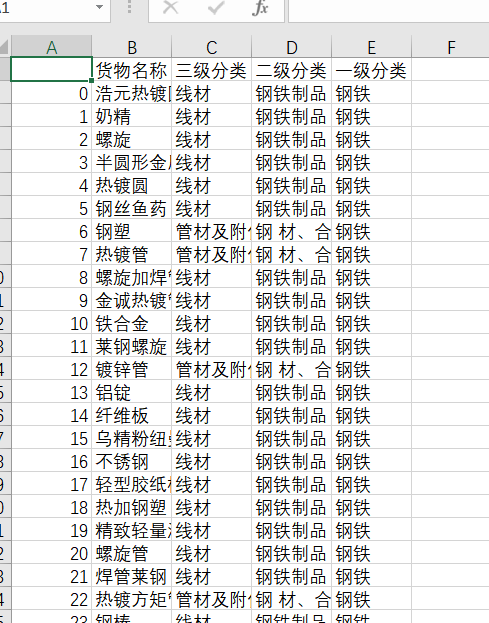 A1
fx
A B C D E F
货物名称 三级分类 二级分类 一级分类
0 浩元热镀 线材 钢铁制品 钢铁
1 奶精 线材 钢铁制品 钢铁
2 螺旋 线材 钢铁制品 钢铁
3 半圆形金 线材 钢铁制品 钢铁
4 热镀圆 线材 钢铁制品 钢铁
5 钢丝鱼药 线材 钢铁制品 钢铁
6 钢塑 管材及附 钢 材、合 钢铁
7 热镀管 管材及附 钢 材、合 钢铁
8 螺旋加焊 线材 钢铁制品 钢铁
9 金诚热镀 线材 钢铁制品 钢铁
10 铁合金 线材 钢铁制品 钢铁
11 莱钢螺旋 线材 钢铁制品 钢铁
12 镀锌管 管材及附 钢 材、合 钢铁
13 铝锭 线材 钢铁制品 钢铁
14 纤维板 线材 钢铁制品 钢铁
15 乌精粉纽 线材 钢铁制品 钢铁
16 不锈钢 线材 钢铁制品 钢铁
17 轻型胶纸 线材 钢铁制品 钢铁
18 热加钢塑 线材 钢铁制品 钢铁
19 精致轻量 线材 钢铁制品 钢铁
20 螺旋管 线材 钢铁制品 钢铁
21 焊管莱钢 线材 钢铁制品 钢铁
22 热镀方矩 管材及附 钢 材、合 钢铁
23 线材 钢铁制品 钢铁